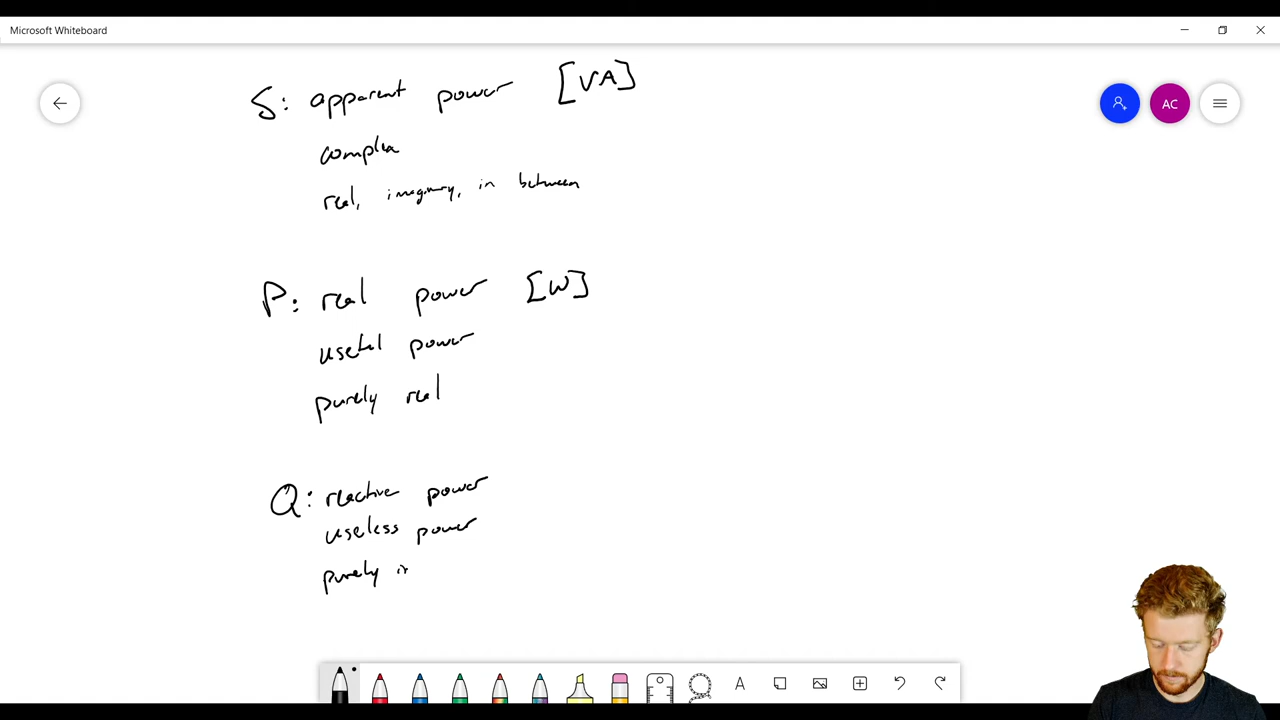 Microsoft Whiteboard
AC
S: apparent power [VA]
complex
real, imaginary, in between
P: real power [W]
useful power
purely real
Q: reactive power
useless power
purely i
A